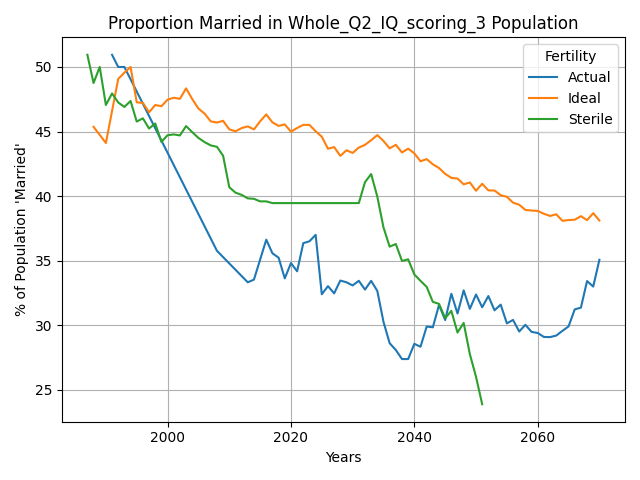 Proportion Married in Whole_Q2_IQ_scoring_3 Population
% of Population 'Married'
50
45
40
35
30
25
2000
2020
2040
2060
Years
Fertility
Actual
Ideal
Sterile